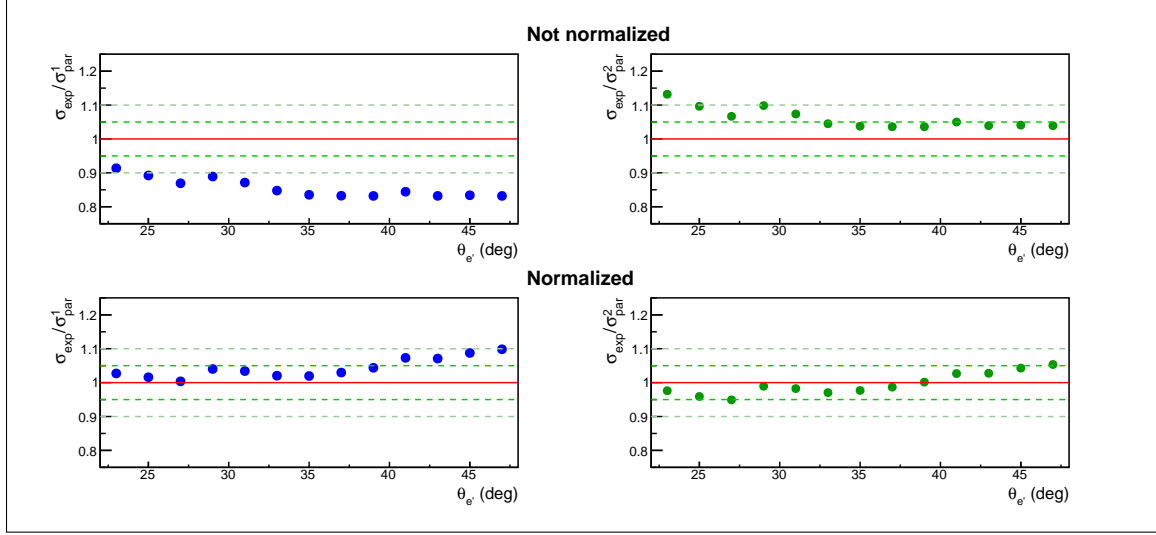 Not normalized
σexp/σ¹par
1.2
1.1
1
0.9
0.8
25 30 35 40 45
θe' (deg)
σexp/σ²par
1.2
1.1
1
0.9
0.8
25 30 35 40 45
θe' (deg)
Normalized
σexp/σ¹par
1.2
1.1
1
0.9
0.8
25 30 35 40 45
θe' (deg)
σexp/σ²par
1.2
1.1
1
0.9
0.8
25 30 35 40 45
θe' (deg)